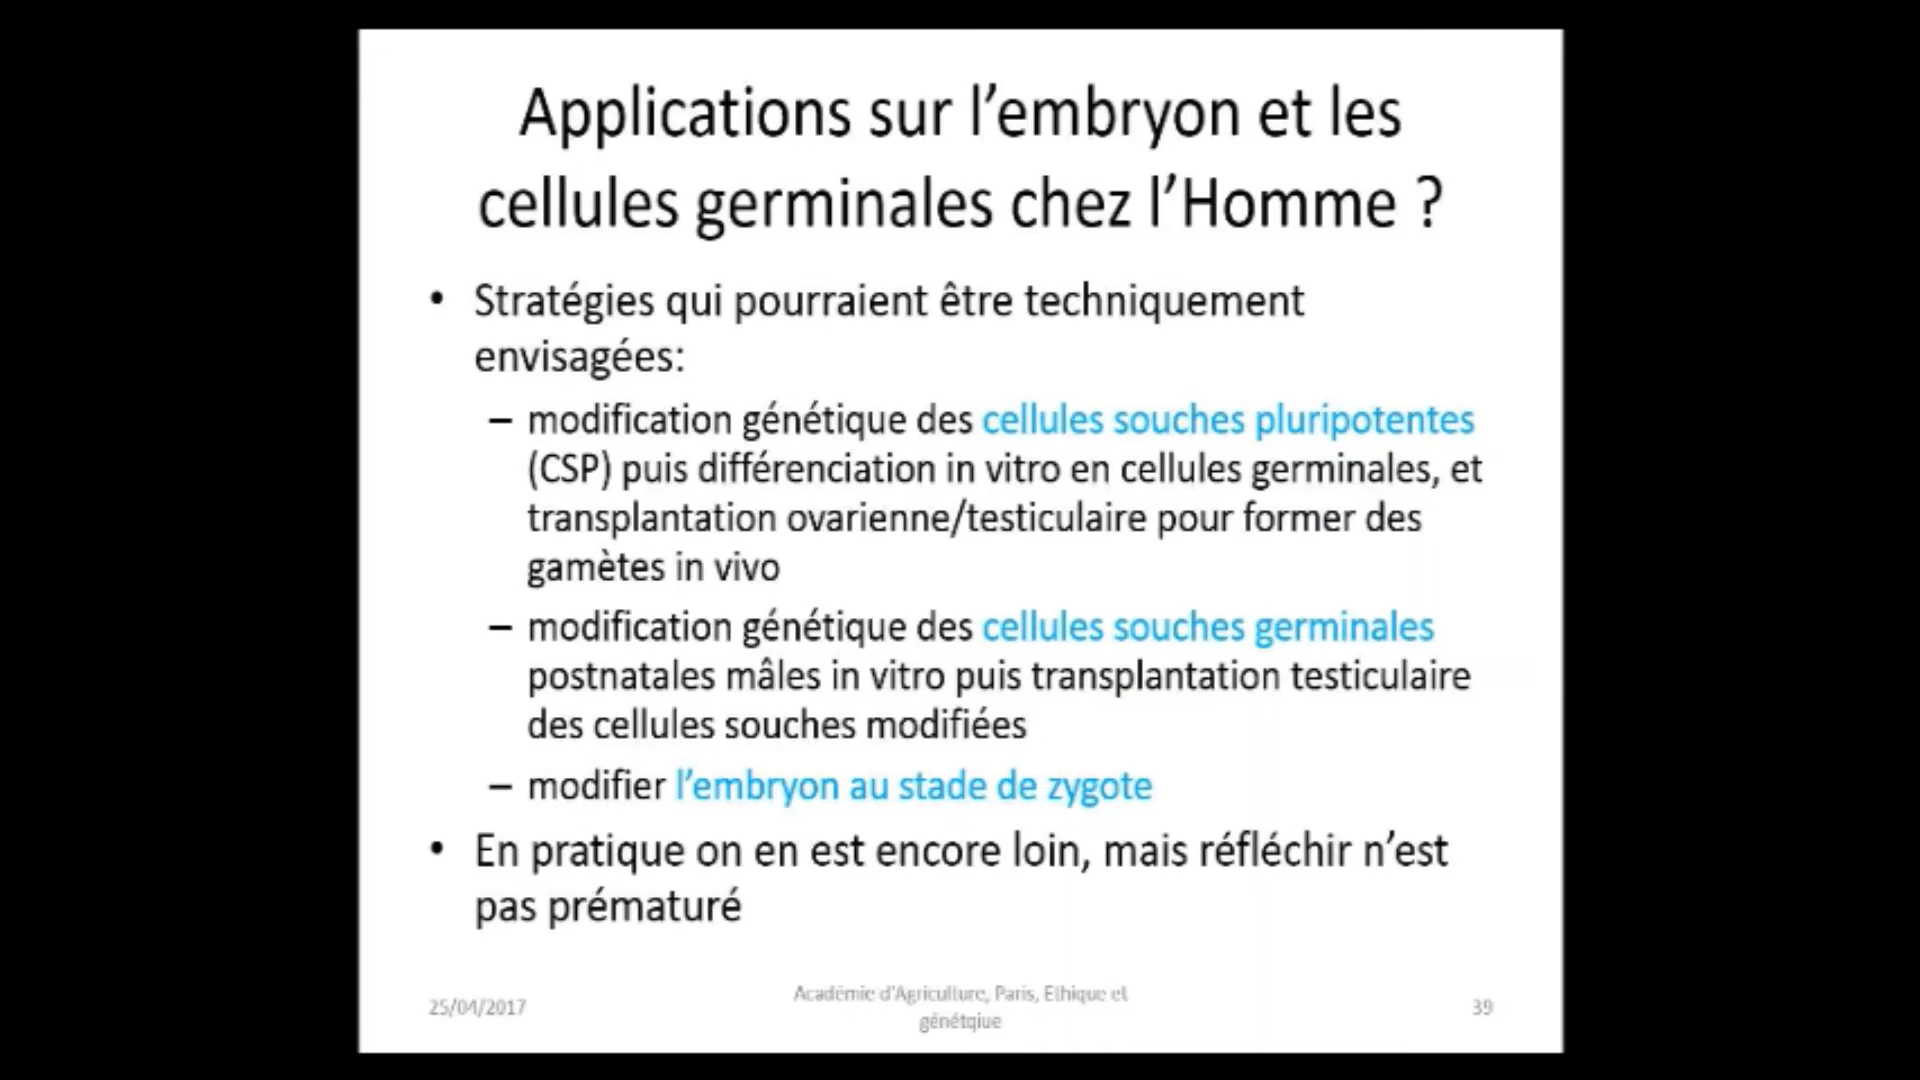 Applications sur l’embryon et les
cellules germinales chez l’Homme ?
• Stratégies qui pourraient être techniquement
envisagées:
– modification génétique des cellules souches pluripotentes
(CSP) puis différenciation in vitro en cellules germinales, et
transplantation ovarienne/testiculaire pour former des
gamètes in vivo
– modification génétique des cellules souches germinales
postnatales mâles in vitro puis transplantation testiculaire
des cellules souches modifiées
– modifier l’embryon au stade de zygote
• En pratique on en est encore loin, mais réfléchir n’est
pas prématuré
25/04/2017
Académie d'Agriculture, Paris, Ethique et
génétqiue
39